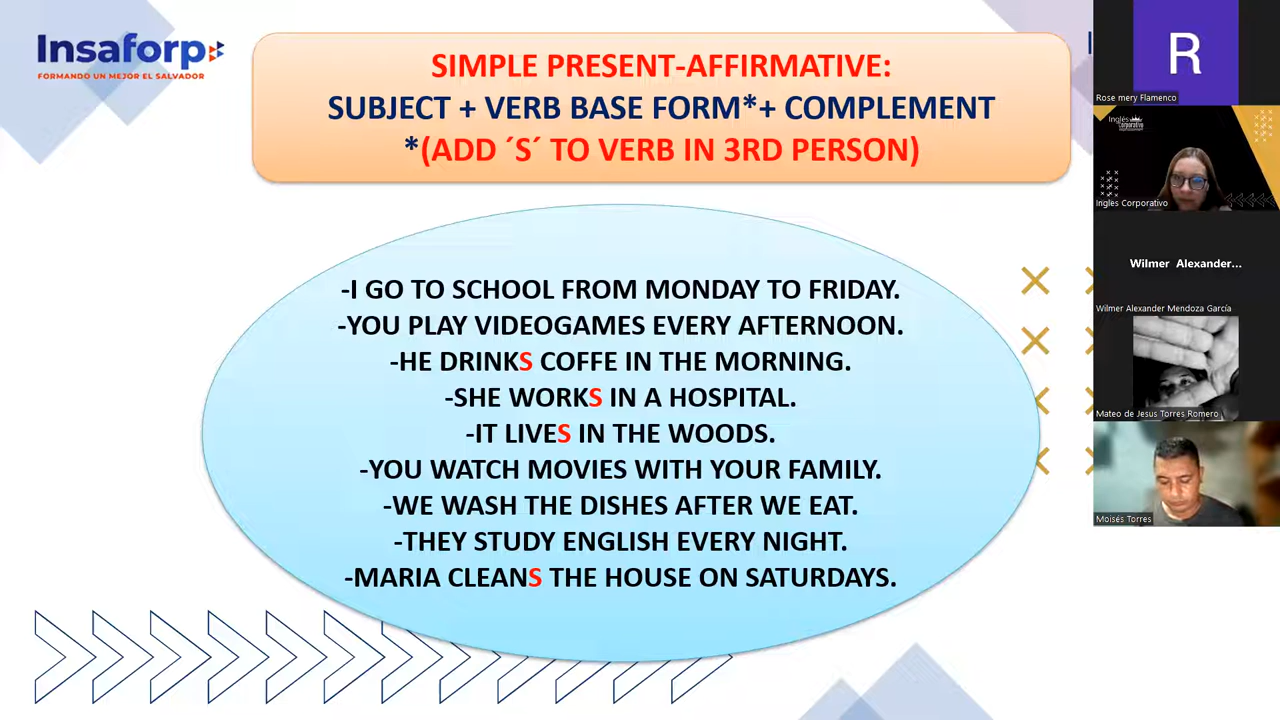 Insaforp
FORMANDO UN MEJOR EL SALVADOR
SIMPLE PRESENT-AFFIRMATIVE:
SUBJECT + VERB BASE FORM*+ COMPLEMENT
*(ADD ´S´ TO VERB IN 3RD PERSON)
-I GO TO SCHOOL FROM MONDAY TO FRIDAY.
-YOU PLAY VIDEOGAMES EVERY AFTERNOON.
-HE DRINKS COFFE IN THE MORNING.
-SHE WORKS IN A HOSPITAL.
-IT LIVES IN THE WOODS.
-YOU WATCH MOVIES WITH YOUR FAMILY.
-WE WASH THE DISHES AFTER WE EAT.
-THEY STUDY ENGLISH EVERY NIGHT.
-MARIA CLEANS THE HOUSE ON SATURDAYS.
R
Rose mery Flamenco
Inglés
Corporativo
Ingles Corporativo
Wilmer Alexander...
Wilmer Alexander Mendoza García
Mateo de Jesus Torres Romero
Moisés Torres